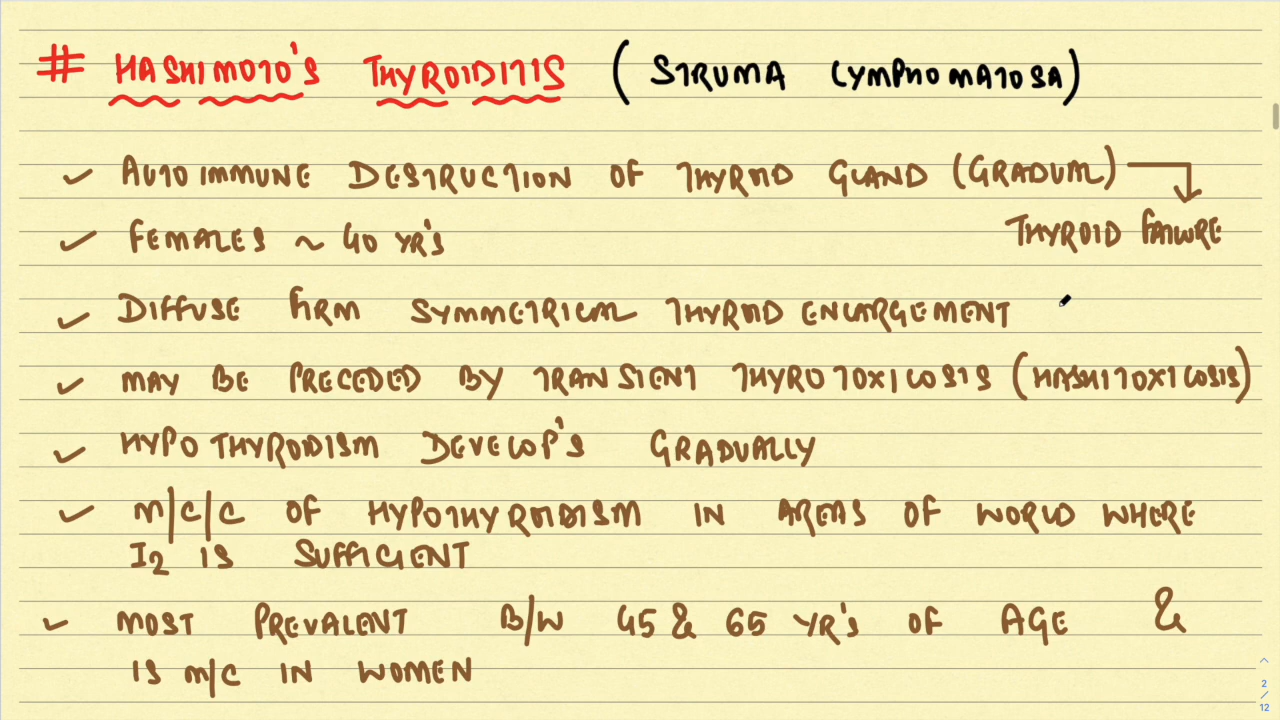 # HASHIMOTO'S THYROIDITIS (STRUMA LYMPHOMATOSA)
✓ AUTOIMMUNE DESTRUCTION OF THYROID GLAND (GRADUAL)
THYROID FAILURE
✓ FEMALES ~ 40 YR'S
✓ DIFFUSE FIRM SYMMETRICAL THYROID ENLARGEMENT
✓ MAY BE PRECEDED BY TRANSIENT THYROTOXICOSIS (HASHITOXICOSIS)
✓ HYPOTHYROIDISM DEVELOP'S GRADUALLY
✓ M/C/C OF HYPOTHYROIDISM IN AREAS OF WORLD WHERE
I2 IS SUFFICIENT
✓ MOST PREVALENT B/W 45 & 65 YR'S OF AGE &
IS M/C IN WOMEN
2
/
12